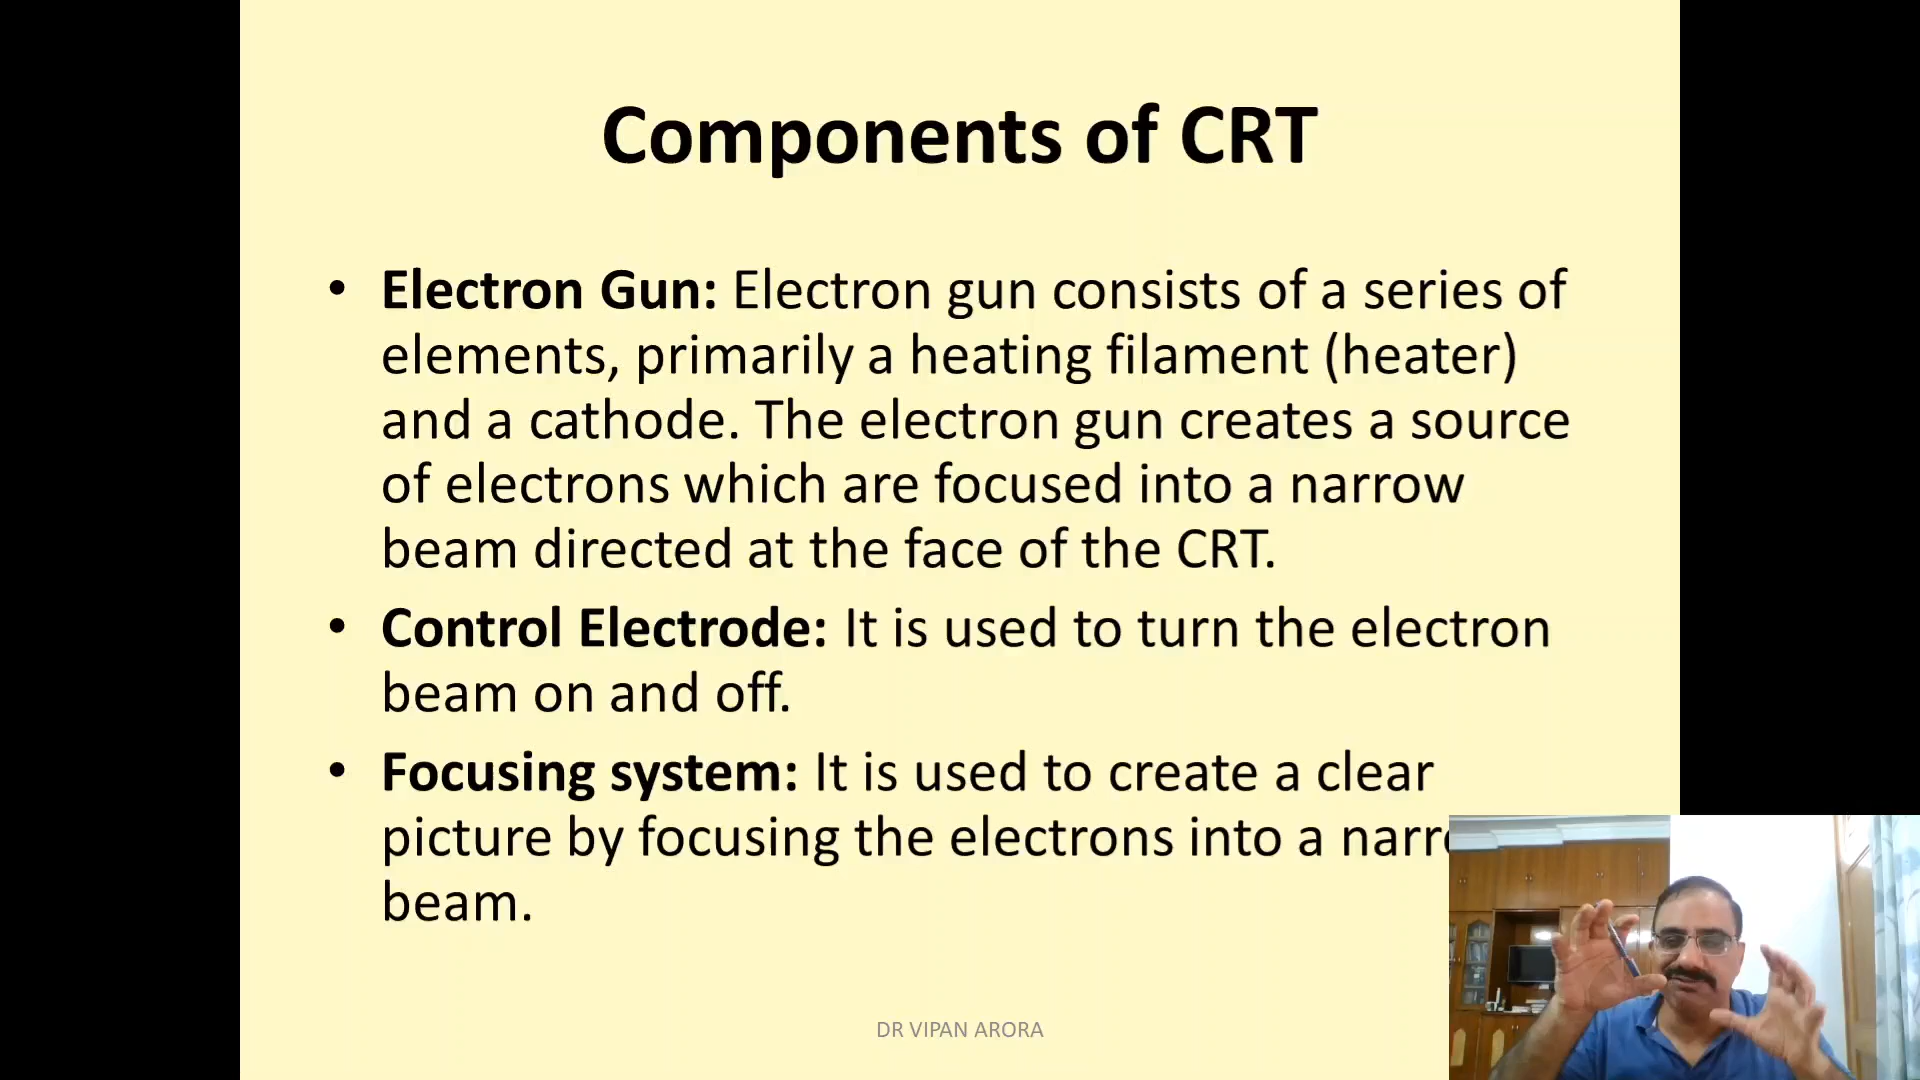 Components of CRT
• Electron Gun: Electron gun consists of a series of
elements, primarily a heating filament (heater)
and a cathode. The electron gun creates a source
of electrons which are focused into a narrow
beam directed at the face of the CRT.
• Control Electrode: It is used to turn the electron
beam on and off.
• Focusing system: It is used to create a clear
picture by focusing the electrons into a
beam.
DR VIPAN ARORA